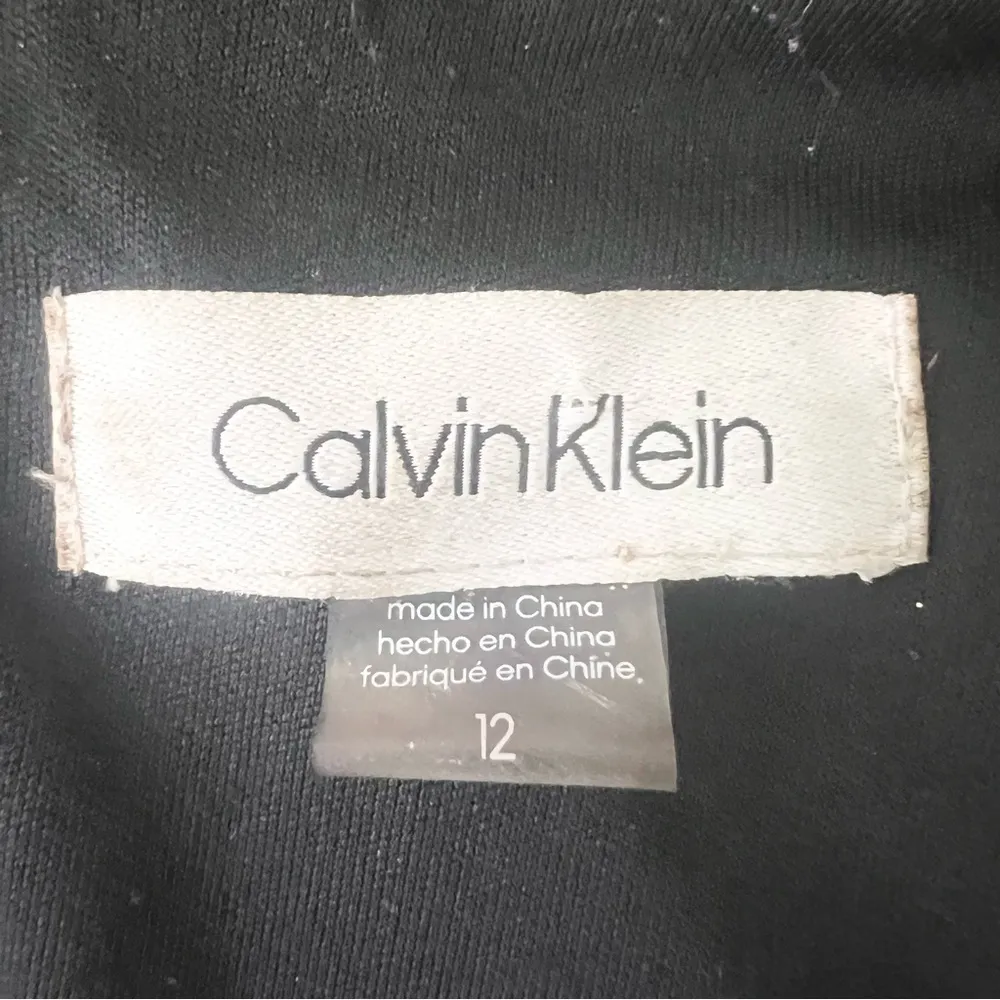 Calvin Klein
made in China
hecho en China
fabriqué en Chine.
12